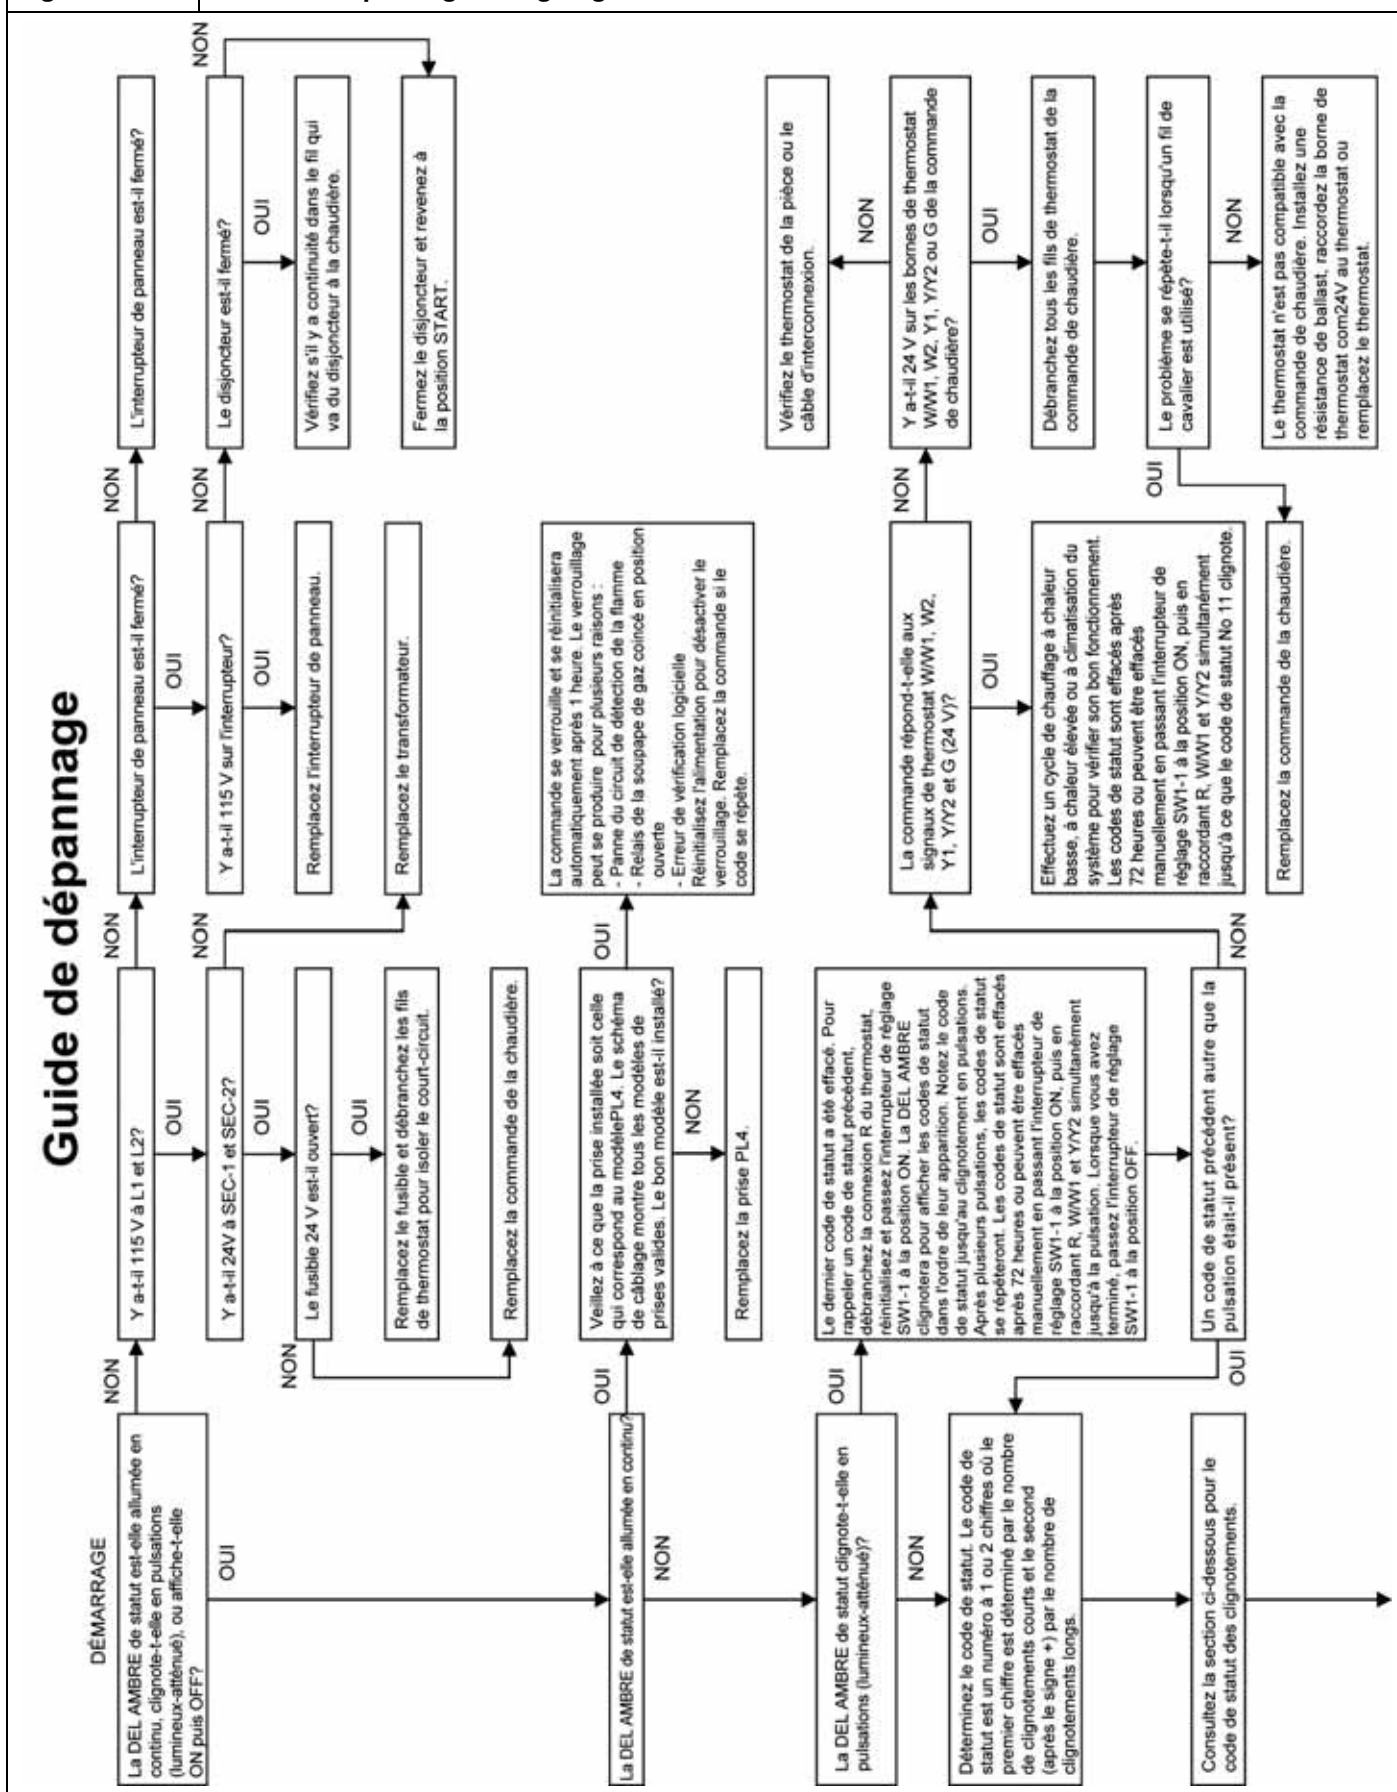 Guide de dépannage
DÉMARRAGE
La DEL AMBRE de statut est-elle allumée en
continu, clignote-t-elle en pulsations
(lumineux-atténué), ou affiche-t-elle
ON puis OFF?
NON
OUI
Y a-t-il 115 V à L1 et L2?
NON
OUI
L'interrupteur de panneau est-il fermé?
NON
OUI
L'interrupteur de panneau est-il fermé?
Y a-t-il 24V à SEC-1 et SEC-2?
NON
OUI
Y a-t-il 115 V sur l'interrupteur?
NON
OUI
Le disjoncteur est-il fermé?
NON
OUI
Le fusible 24 V est-il ouvert?
NON
OUI
Remplacez l'interrupteur de panneau.
Vérifiez s'il y a continuité dans le fil qui
va du disjoncteur à la chaudière.
Remplacez le fusible et débranchez les fils
de thermostat pour isoler le court-circuit.
Remplacez le transformateur.
Fermez le disjoncteur et revenez à
la position START.
Remplacez la commande de la chaudière.
La DEL AMBRE de statut est-elle allumée en continu?
OUI
NON
Veillez à ce que la prise installée soit celle
qui correspond au modèlePL4. Le schéma
de câblage montre tous les modèles de
prises valides. Le bon modèle est-il installé?
OUI
NON
La commande se verrouille et se réinitialisera
automatiquement après 1 heure. Le verrouillage
peut se produire pour plusieurs raisons :
- Panne du circuit de détection de la flamme
- Relais de la soupape de gaz coincé en position
ouverte
- Erreur de vérification logicielle
Réinitialisez l'alimentation pour désactiver le
verrouillage. Remplacez la commande si le
code se répète.
Remplacez la prise PL4.
Vérifiez le thermostat de la pièce ou le
câble d'interconnexion.
La DEL AMBRE de statut clignote-t-elle en
pulsations (lumineux-atténué)?
OUI
NON
Le dernier code de statut a été effacé. Pour
rappeler un code de statut précédent,
débranchez la connexion R du thermostat,
réinitialisez et passez l'interrupteur de réglage
SW1-1 à la position ON. La DEL AMBRE
clignotera pour afficher les codes de statut
dans l'ordre de leur apparition. Notez le code
de statut jusqu'au clignotement en pulsations.
Après plusieurs pulsations, les codes de statut
se répéteront. Les codes de statut sont effacés
après 72 heures ou peuvent être effacés
manuellement en passant l'interrupteur de
réglage SW1-1 à la position ON, puis en
raccordant R, W/W1 et Y/Y2 simultanément
jusqu'à la pulsation. Lorsque vous avez
terminé, passez l'interrupteur de réglage
SW1-1 à la position OFF.
La commande répond-t-elle aux
signaux de thermostat W/W1, W2,
Y1, Y/Y2 et G (24 V)?
NON
OUI
Y a-t-il 24 V sur les bornes de thermostat
W/W1, W2, Y1, Y/Y2 ou G de la commande
de chaudière?
NON
OUI
Déterminez le code de statut. Le code de
statut est un numéro à 1 ou 2 chiffres où le
premier chiffre est déterminé par le nombre
de clignotements courts et le second
(après le signe +) par le nombre de
clignotements longs.
Effectuez un cycle de chauffage à chaleur
basse, à chaleur élevée ou à climatisation du
système pour vérifier son bon fonctionnement.
Les codes de statut sont effacés après
72 heures ou peuvent être effacés
manuellement en passant l'interrupteur de
réglage SW1-1 à la position ON, puis en
raccordant R, W/W1 et Y/Y2 simultanément
jusqu'à ce que le code de statut No 11 clignote.
Débranchez tous les fils de thermostat de la
commande de chaudière.
Le problème se répète-t-il lorsqu'un fil de
cavalier est utilisé?
OUI
NON
Consultez la section ci-dessous pour le
code de statut des clignotements.
Un code de statut précédent autre que la
pulsation était-il présent?
OUI
NON
Remplacez la commande de la chaudière.
Le thermostat n'est pas compatible avec la
commande de chaudière. Installez une
résistance de ballast, raccordez la borne de
thermostat com24V au thermostat ou
remplacez le thermostat.